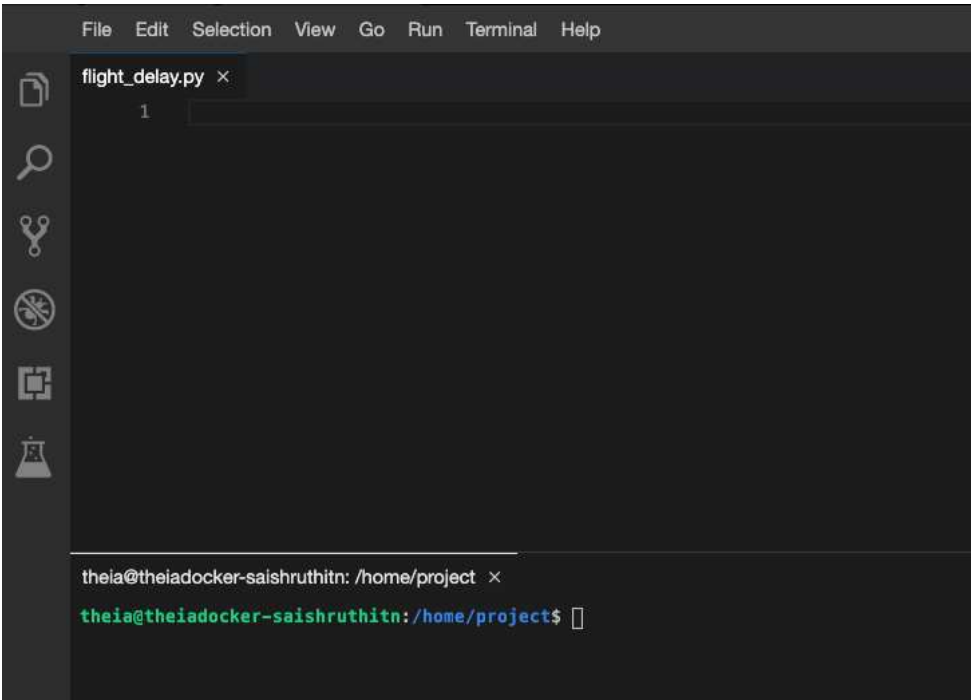 File Edit Selection View Go Run Terminal Help
flight_delay.py ×
1
theia@theiadocker-saishruthitn: /home/project ×
theia@theiadocker-saishruthitn:/home/project$